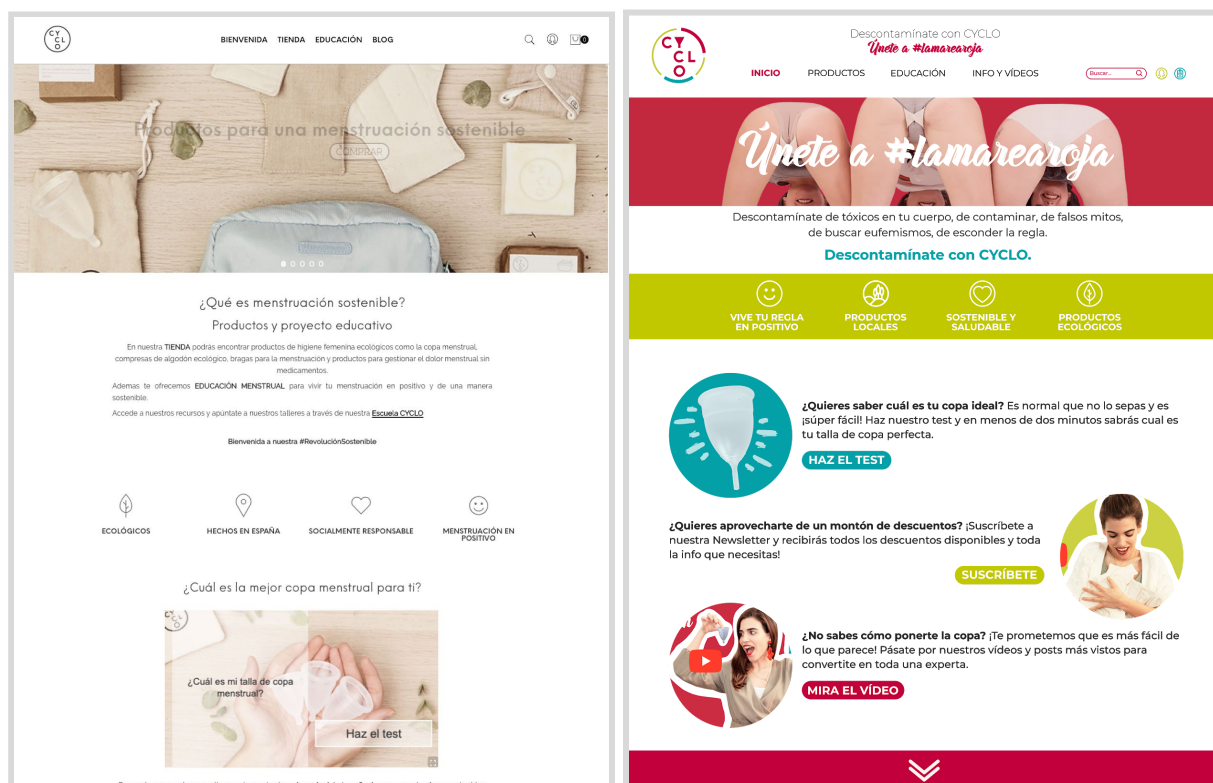 CYCLO
BIENVENIDA TIENDA EDUCACIÓN BLOG
0
Productos para una menstruación sostenible
COMPRAR
¿Qué es menstruación sostenible?
Productos y proyecto educativo
En nuestra TIENDA podrás encontrar productos de higiene femenina ecológicos como la copa menstrual,
compresas de algodón ecológico, bragas para la menstruación y productos para gestionar el dolor menstrual sin
medicamentos.
Ademas te ofrecemos EDUCACIÓN MENSTRUAL para vivir tu menstruación en positivo y de una manera
sostenible.
Accede a nuestros recursos y apúntate a nuestros talleres a través de nuestra Escuela CYCLO
Bienvenida a nuestra #RevoluciónSostenible
ECOLÓGICOS
HECHOS EN ESPAÑA
SOCIALMENTE RESPONSABLE
MENSTRUACIÓN EN
POSITIVO
¿Cuál es la mejor copa menstrual para ti?
CYCLO
¿Cuál es mi talla de copa
menstrual?
Haz el test
CYCLO
Descontamínate con CYCLO
Únete a #lamarearoja
INICIO PRODUCTOS EDUCACIÓN INFO Y VÍDEOS
Buscar...
Únete a #lamarearoja
Descontamínate de tóxicos en tu cuerpo, de contaminar, de falsos mitos,
de buscar eufemismos, de esconder la regla.
Descontamínate con CYCLO.
VIVE TU REGLA
EN POSITIVO
PRODUCTOS
LOCALES
SOSTENIBLE Y
SALUDABLE
PRODUCTOS
ECOLÓGICOS
¿Quieres saber cuál es tu copa ideal? Es normal que no lo sepas y es
¡súper fácil! Haz nuestro test y en menos de dos minutos sabrás cual es
tu talla de copa perfecta.
HAZ EL TEST
¿Quieres aprovecharte de un montón de descuentos? ¡Suscríbete a
nuestra Newsletter y recibirás todos los descuentos disponibles y toda
la info que necesitas!
SUSCRÍBETE
¿No sabes cómo ponerte la copa? ¡Te prometemos que es más fácil de
lo que parece! Pásate por nuestros vídeos y posts más vistos para
convertite en toda una experta.
MIRA EL VÍDEO